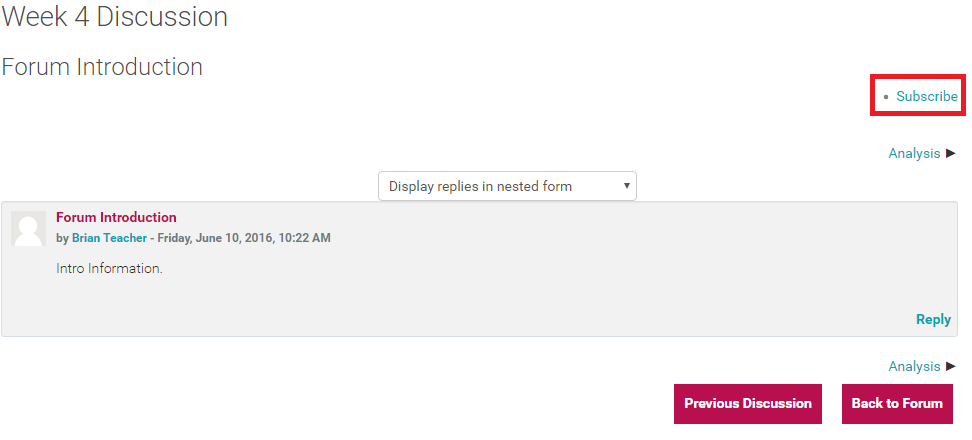 Week 4 Discussion
Forum Introduction
• Subscribe
Analysis ►
Display replies in nested form ▼
Forum Introduction
by Brian Teacher - Friday, June 10, 2016, 10:22 AM
Intro Information.
Reply
Analysis ►
Previous Discussion
Back to Forum